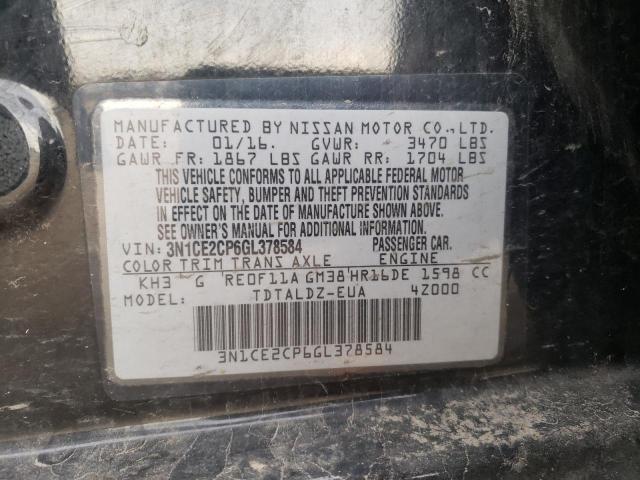 MANUFACTURED BY NISSAN MOTOR CO.,LTD.
DATE: 01/16. GVWR: 3470 LBS
GAWR FR: 1867 LBS GAWR RR: 1704 LBS
THIS VEHICLE CONFORMS TO ALL APPLICABLE FEDERAL MOTOR
VEHICLE SAFETY, BUMPER AND THEFT PREVENTION STANDARDS
IN EFFECT ON THE DATE OF MANUFACTURE SHOWN ABOVE.
SEE OWNER'S MANUAL FOR ADDITIONAL INFORMATION.
VIN: 3N1CE2CP6GL378584 PASSENGER CAR.
COLOR TRIM TRANS AXLE ENGINE
KH3 G RE0F11A GM38 HR16DE 1598 CC
MODEL: TDTALDZ-EUA 4Z000
3N1CE2CP6GL378584